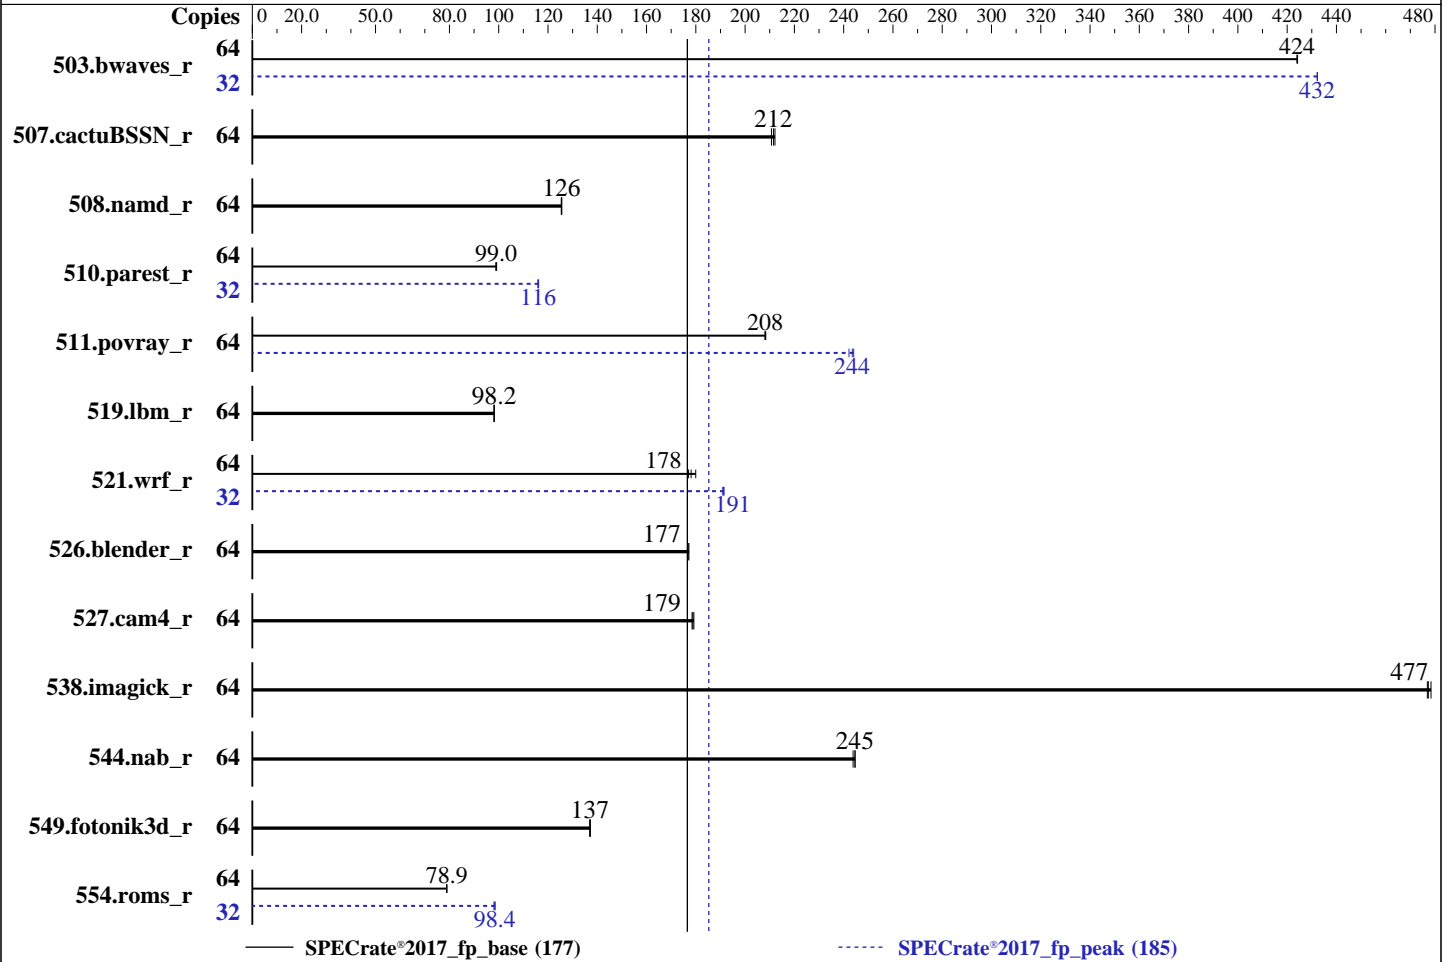 Copies 0 20.0 50.0 80.0 100 120 140 160 180 200 220 240 260 280 300 320 340 360 380 400 420 440 480
503.bwaves_r 64 424
32 432
507.cactuBSSN_r 64 212
508.namd_r 64 126
510.parest_r 64 99.0
32 116
511.povray_r 64 208
244
519.lbm_r 64 98.2
521.wrf_r 64 178
32 191
526.blender_r 64 177
527.cam4_r 64 179
538.imagick_r 64 477
544.nab_r 64 245
549.fotonik3d_r 64 137
554.roms_r 64 78.9
32 98.4
SPECrate®2017_fp_base (177) SPECrate®2017_fp_peak (185)